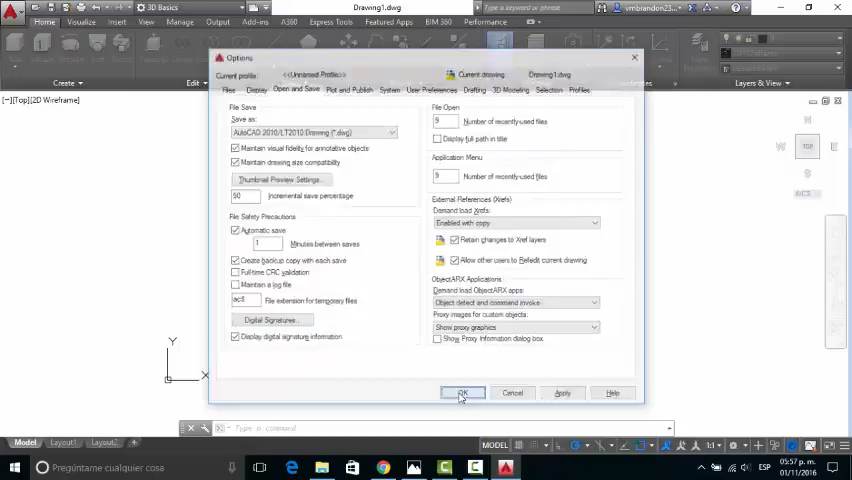 3D Basics
Drawing1.dwg
Type a keyword or phrase
vmbrandon23...
Home Visualize Insert View Manage Output Add-ins A360 Express Tools Featured Apps BIM 360 Performance
Create
Edit
Layers & View
[−][Top][2D Wireframe]
Options
Current profile:
<<Unnamed Profile>>
Current drawing:
Drawing1.dwg
Files Display Open and Save Plot and Publish System User Preferences Drafting 3D Modeling Selection Profiles
File Save
Save as:
AutoCAD 2010/LT2010 Drawing (*.dwg)
Maintain visual fidelity for annotative objects
Maintain drawing size compatibility
Thumbnail Preview Settings...
50 Incremental save percentage
File Safety Precautions
Automatic save
1 Minutes between saves
Create backup copy with each save
Full-time CRC validation
Maintain a log file
ac$ File extension for temporary files
Digital Signatures...
Display digital signature information
File Open
9 Number of recently-used files
Display full path in title
Application Menu
9 Number of recently-used files
External References (Xrefs)
Demand load Xrefs:
Enabled with copy
Retain changes to Xref layers
Allow other users to Refedit current drawing
ObjectARX Applications
Demand load ObjectARX apps:
Object detect and command invoke
Proxy images for custom objects:
Show proxy graphics
Show Proxy Information dialog box
OK Cancel Apply Help
N
W TOP E
S
WCS
Y
X
Type a command
Model Layout1 Layout2 +
MODEL
1:1
Pregúntame cualquier cosa
ESP
05:57 p. m.
01/11/2016